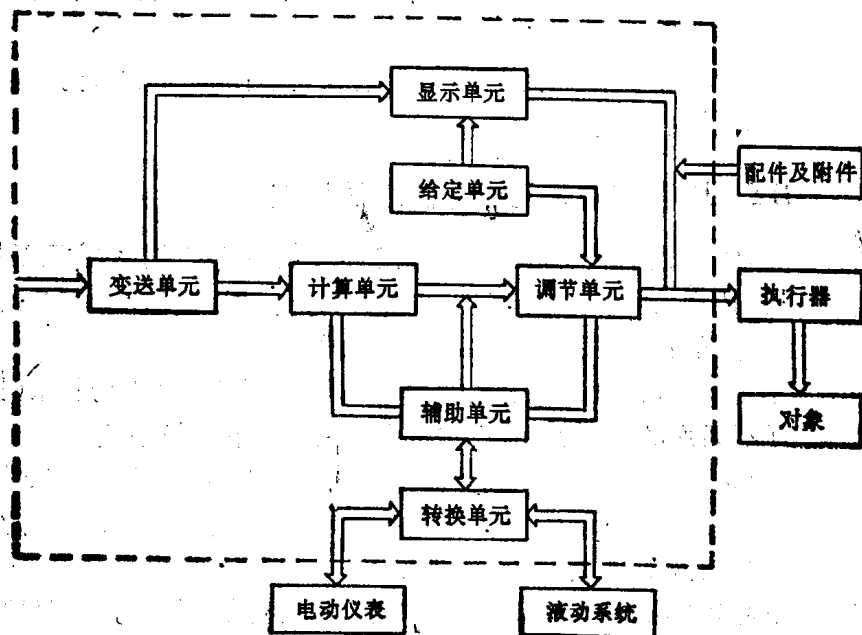 显示单元
给定单元
配件及附件
变送单元
计算单元
调节单元
执行器
辅助单元
对象
转换单元
电动仪表
液动系统